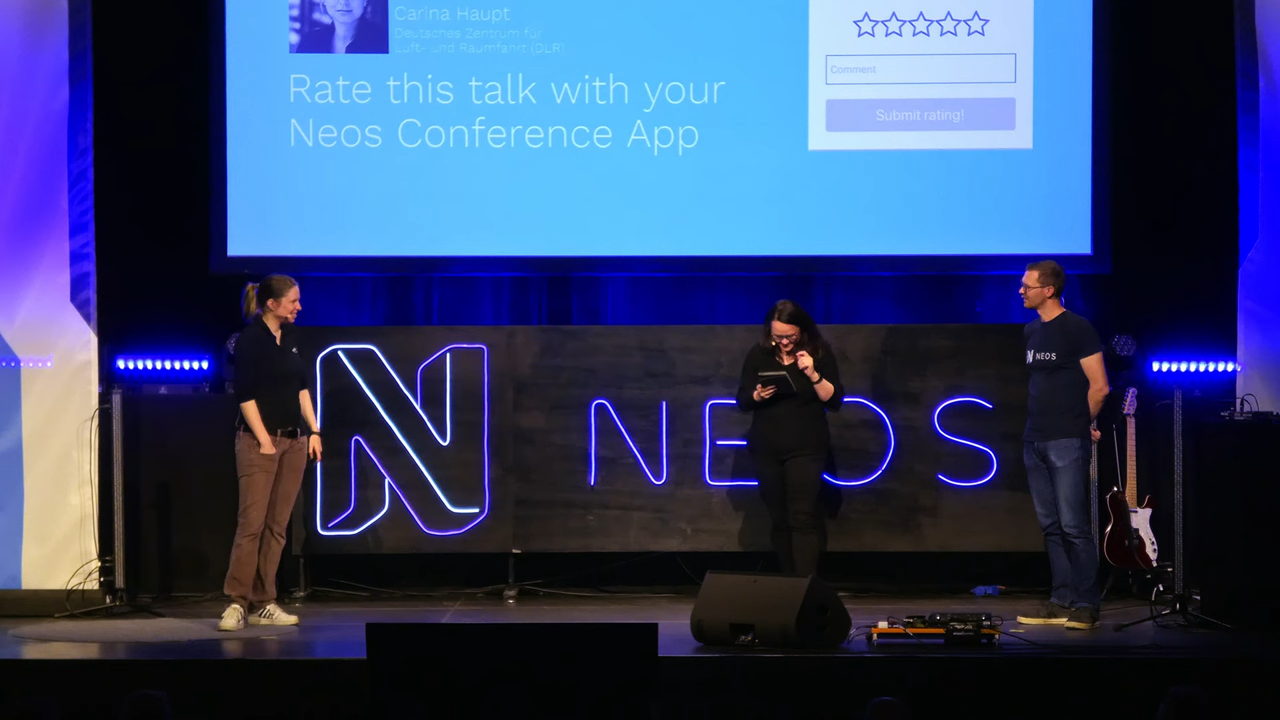 Carina Haupt
Deutsches Zentrum für
Luft- und Raumfahrt (DLR)
Rate this talk with your
Neos Conference App
Comment
Submit rating!
N NEOS
N NEOS